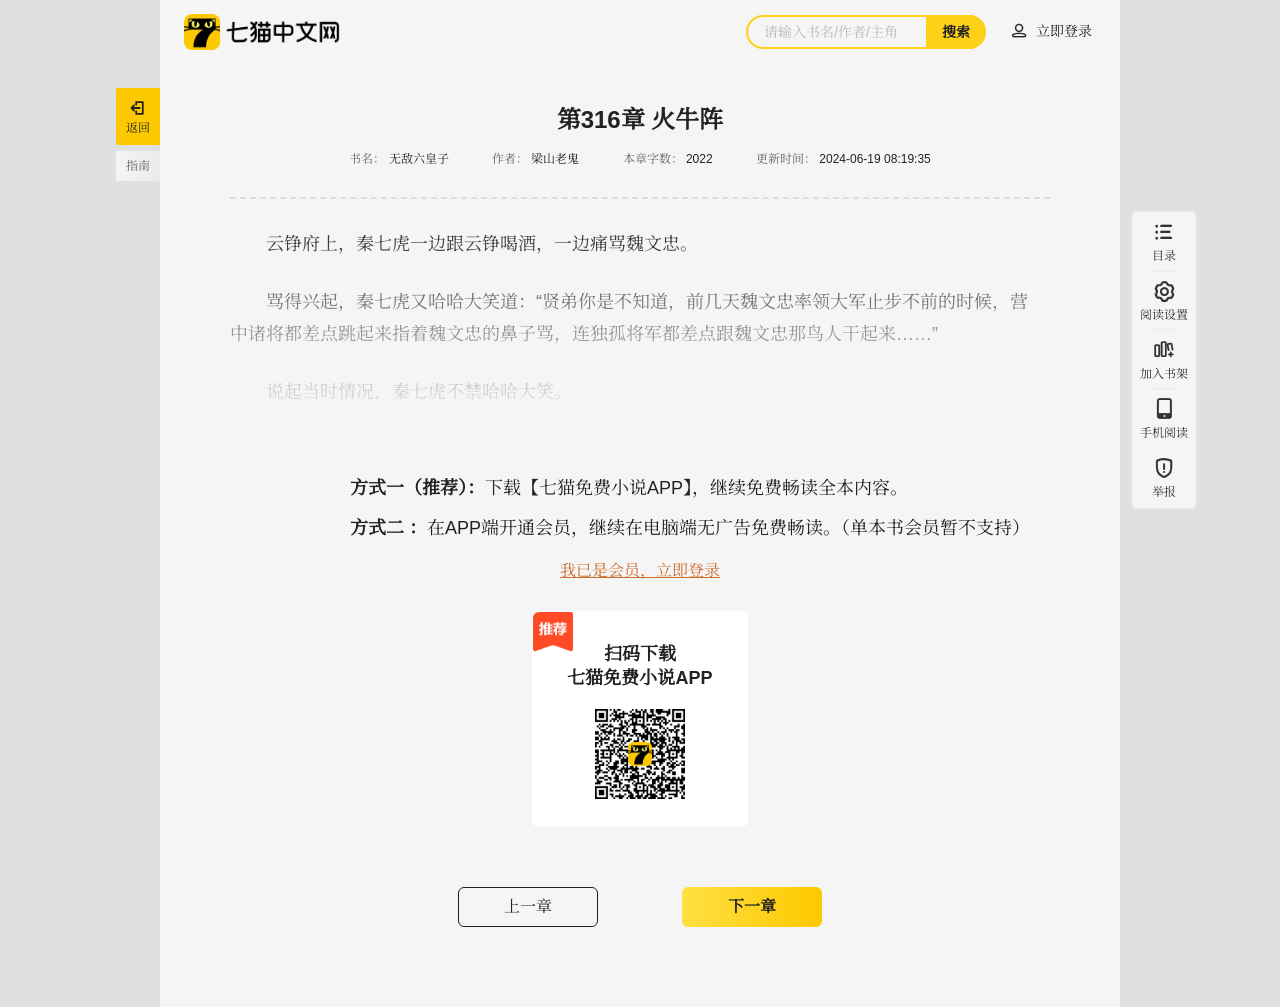 七猫中文网
请输入书名/作者/主角
搜索
立即登录
返回
指南
第316章 火牛阵
书名： 无敌六皇子 作者： 梁山老鬼 本章字数： 2022 更新时间： 2024-06-19 08:19:35
云铮府上，秦七虎一边跟云铮喝酒，一边痛骂魏文忠。
骂得兴起，秦七虎又哈哈大笑道：“贤弟你是不知道，前几天魏文忠率领大军止步不前的时候，营
中诸将都差点跳起来指着魏文忠的鼻子骂，连独孤将军都差点跟魏文忠那鸟人干起来……”
说起当时情况，秦七虎不禁哈哈大笑。
方式一（推荐）： 下载【七猫免费小说APP】，继续免费畅读全本内容。
方式二 ： 在APP端开通会员，继续在电脑端无广告免费畅读。（单本书会员暂不支持）
我已是会员，立即登录
推荐
扫码下载
七猫免费小说APP
上一章
下一章
目录
阅读设置
加入书架
手机阅读
举报